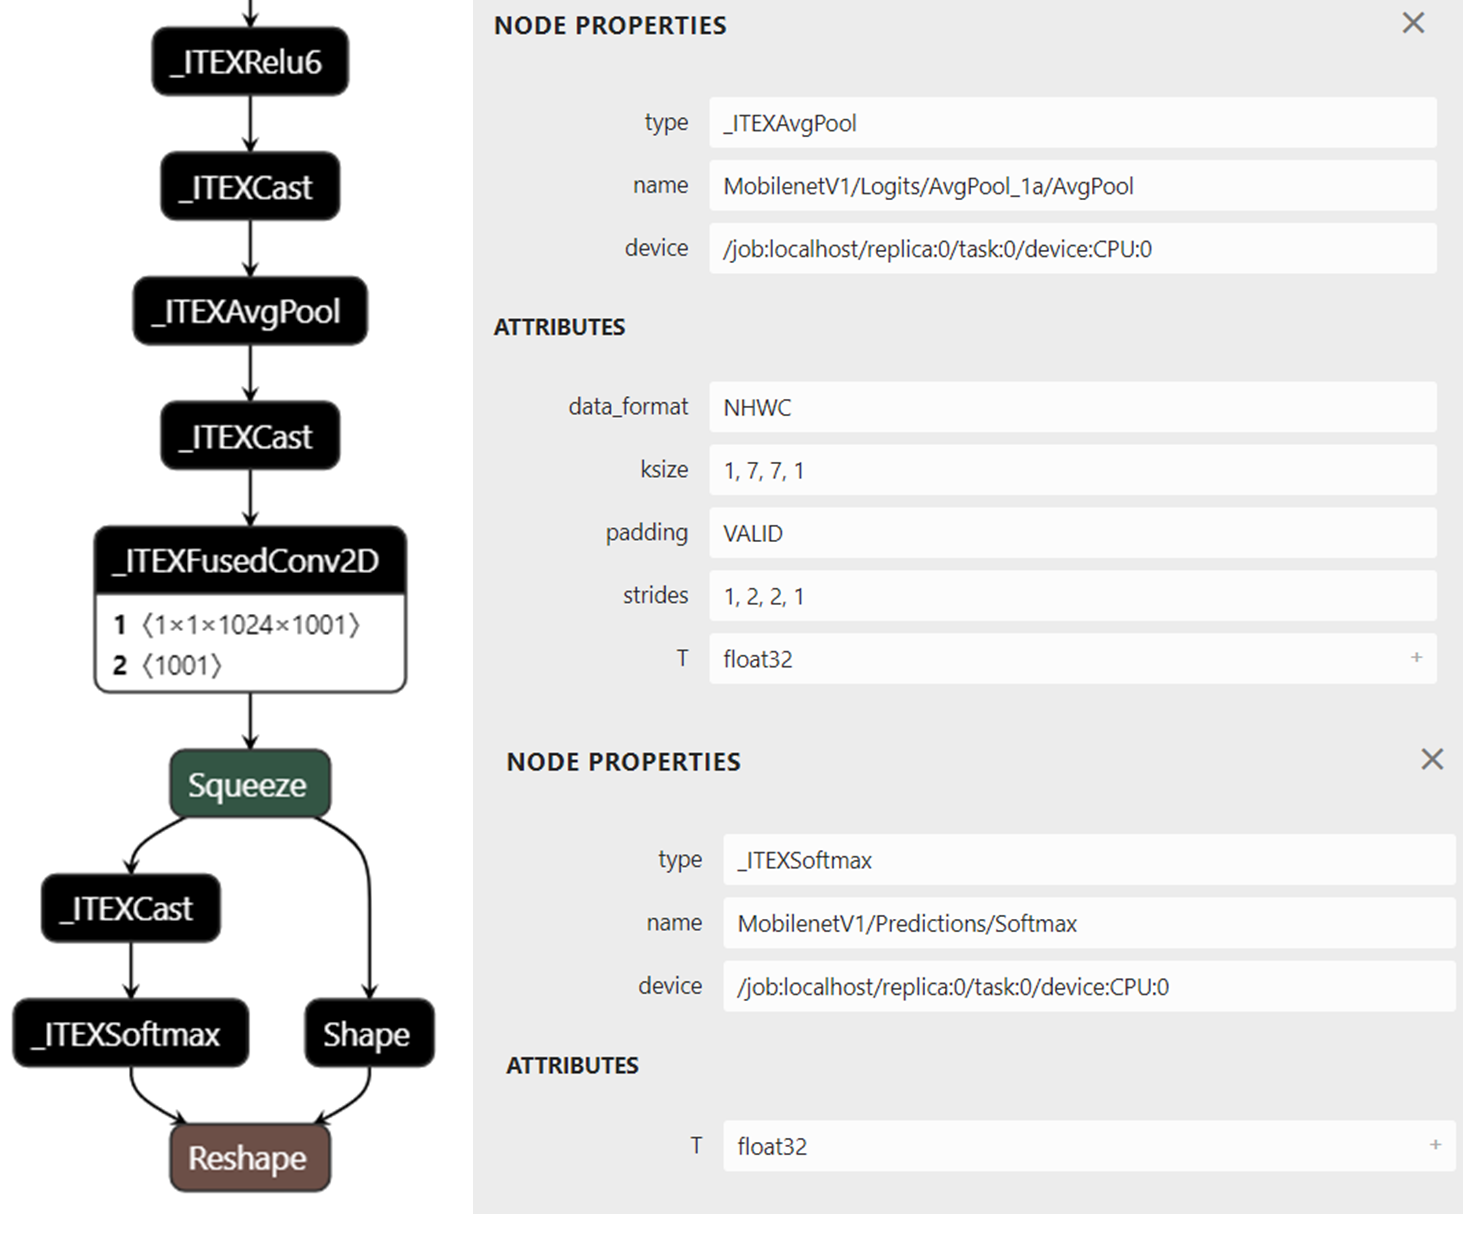 _ITEXRelu6
_ITEXCast
_ITEXAvgPool
_ITEXCast
_ITEXFusedConv2D
1 〈1×1×1024×1001〉
2 〈1001〉
Squeeze
_ITEXCast
_ITEXSoftmax
Shape
Reshape
NODE PROPERTIES ×
type _ITEXAvgPool
name MobilenetV1/Logits/AvgPool_1a/AvgPool
device /job:localhost/replica:0/task:0/device:CPU:0
ATTRIBUTES
data_format NHWC
ksize 1, 7, 7, 1
padding VALID
strides 1, 2, 2, 1
T float32 +
NODE PROPERTIES ×
type _ITEXSoftmax
name MobilenetV1/Predictions/Softmax
device /job:localhost/replica:0/task:0/device:CPU:0
ATTRIBUTES
T float32 +